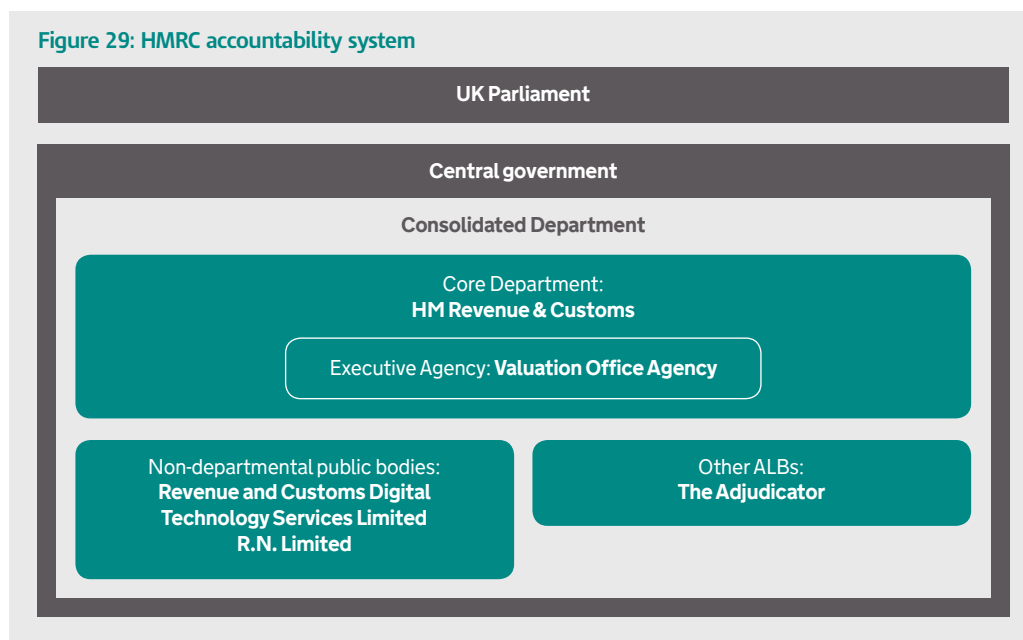 Figure 29: HMRC accountability system
UK Parliament
Central government
Consolidated Department
Core Department:
HM Revenue & Customs
Executive Agency: Valuation Office Agency
Non-departmental public bodies:
Revenue and Customs Digital
Technology Services Limited
R.N. Limited
Other ALBs:
The Adjudicator